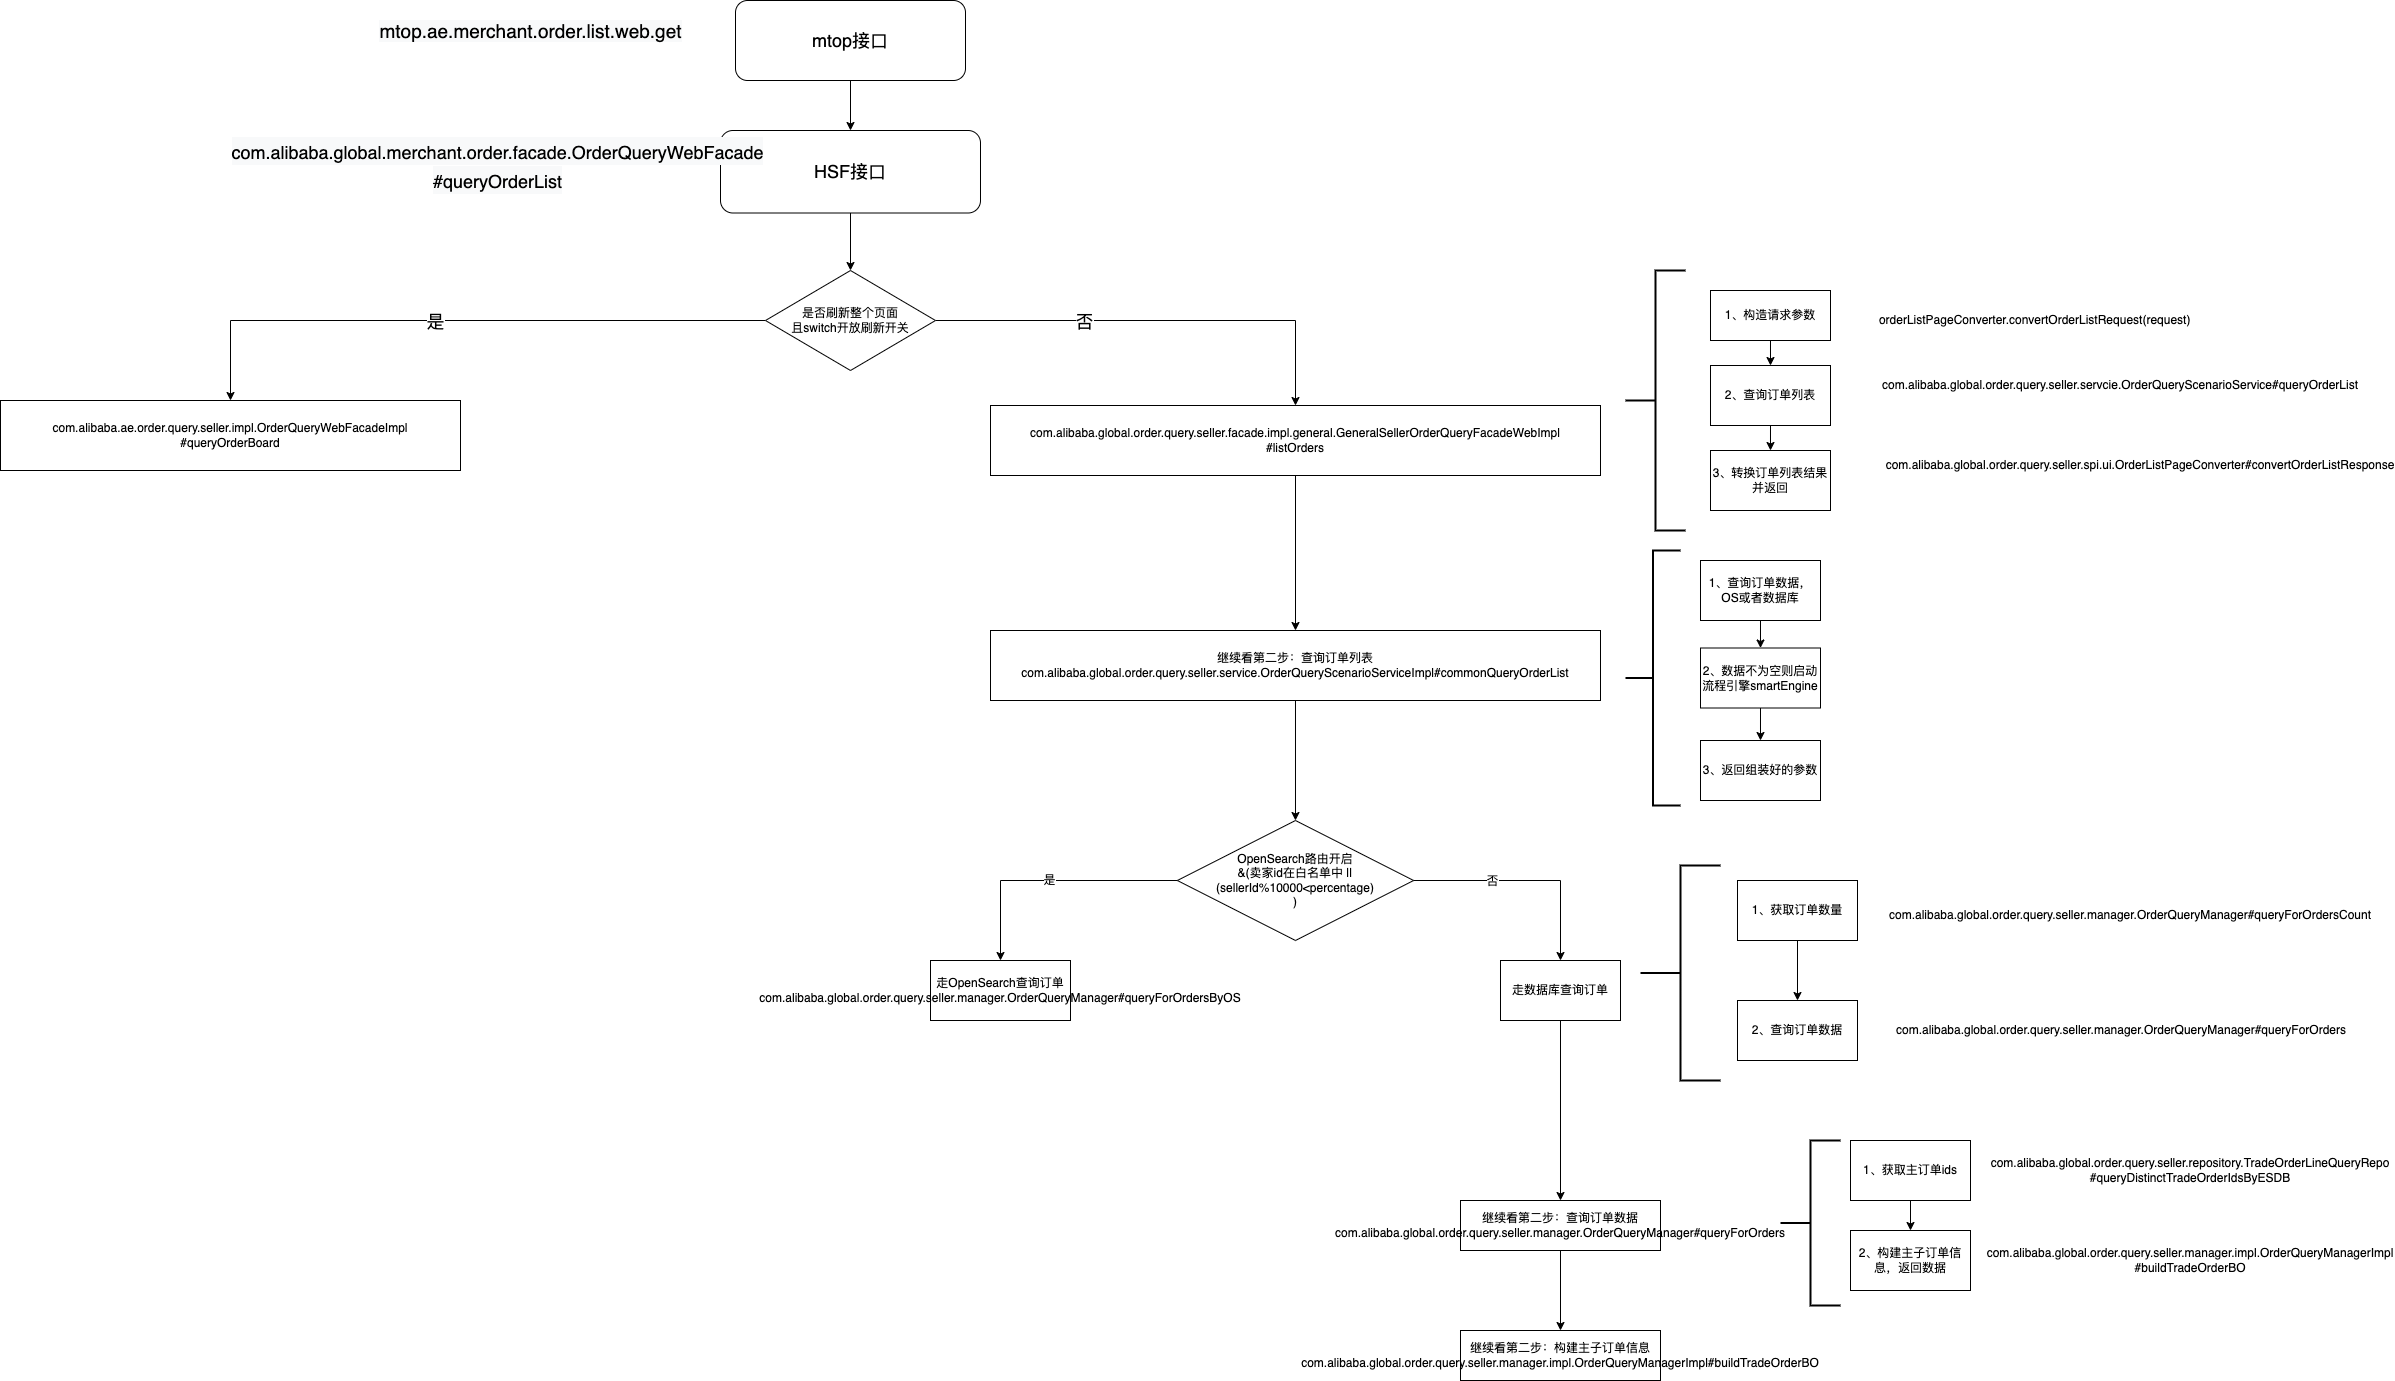 mtop.ae.merchant.order.list.web.get
mtop接口
com.alibaba.global.merchant.order.facade.OrderQueryWebFacade
#queryOrderList
HSF接口
是否刷新整个页面
且switch开放刷新开关
是
否
com.alibaba.ae.order.query.seller.impl.OrderQueryWebFacadeImpl
#queryOrderBoard
com.alibaba.global.order.query.seller.facade.impl.general.GeneralSellerOrderQueryFacadeWebImpl
#listOrders
1、构造请求参数
orderListPageConverter.convertOrderListRequest(request)
2、查询订单列表
com.alibaba.global.order.query.seller.servcie.OrderQueryScenarioService#queryOrderList
3、转换订单列表结果
并返回
com.alibaba.global.order.query.seller.spi.ui.OrderListPageConverter#convertOrderListResponse
继续看第二步：查询订单列表
com.alibaba.global.order.query.seller.service.OrderQueryScenarioServiceImpl#commonQueryOrderList
1、查询订单数据，
OS或者数据库
2、数据不为空则启动
流程引擎smartEngine
3、返回组装好的参数
OpenSearch路由开启
&(卖家id在白名单中 ||
(sellerId%10000<percentage)
)
是
否
走OpenSearch查询订单
com.alibaba.global.order.query.seller.manager.OrderQueryManager#queryForOrdersByOS
走数据库查询订单
1、获取订单数量
com.alibaba.global.order.query.seller.manager.OrderQueryManager#queryForOrdersCount
2、查询订单数据
com.alibaba.global.order.query.seller.manager.OrderQueryManager#queryForOrders
继续看第二步：查询订单数据
com.alibaba.global.order.query.seller.manager.OrderQueryManager#queryForOrders
1、获取主订单ids
com.alibaba.global.order.query.seller.repository.TradeOrderLineQueryRepo
#queryDistinctTradeOrderIdsByESDB
2、构建主子订单信
息，返回数据
com.alibaba.global.order.query.seller.manager.impl.OrderQueryManagerImpl
#buildTradeOrderBO
继续看第二步：构建主子订单信息
com.alibaba.global.order.query.seller.manager.impl.OrderQueryManagerImpl#buildTradeOrderBO